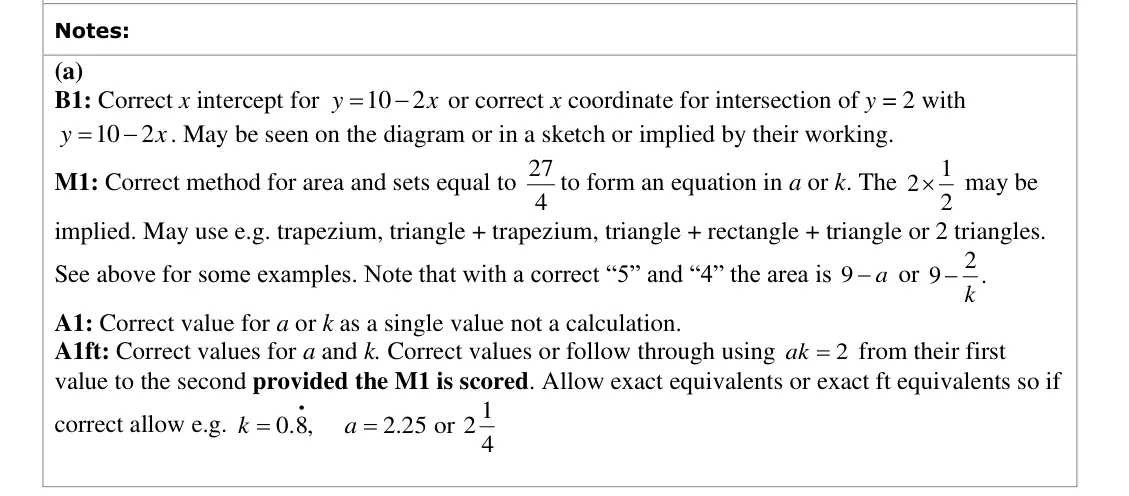 Notes:
(a)
B1: Correct x intercept for y = 10 − 2x or correct x coordinate for intersection of y = 2 with
y = 10 − 2x. May be seen on the diagram or in a sketch or implied by their working.
M1: Correct method for area and sets equal to 27/4 to form an equation in a or k. The 2 × 1/2 may be
implied. May use e.g. trapezium, triangle + trapezium, triangle + rectangle + triangle or 2 triangles.
See above for some examples. Note that with a correct “5” and “4” the area is 9 − a or 9 − 2/k.
A1: Correct value for a or k as a single value not a calculation.
A1ft: Correct values for a and k. Correct values or follow through using ak = 2 from their first
value to the second provided the M1 is scored. Allow exact equivalents or exact ft equivalents so if
correct allow e.g. k = 0.8̇, a = 2.25 or 2 1/4